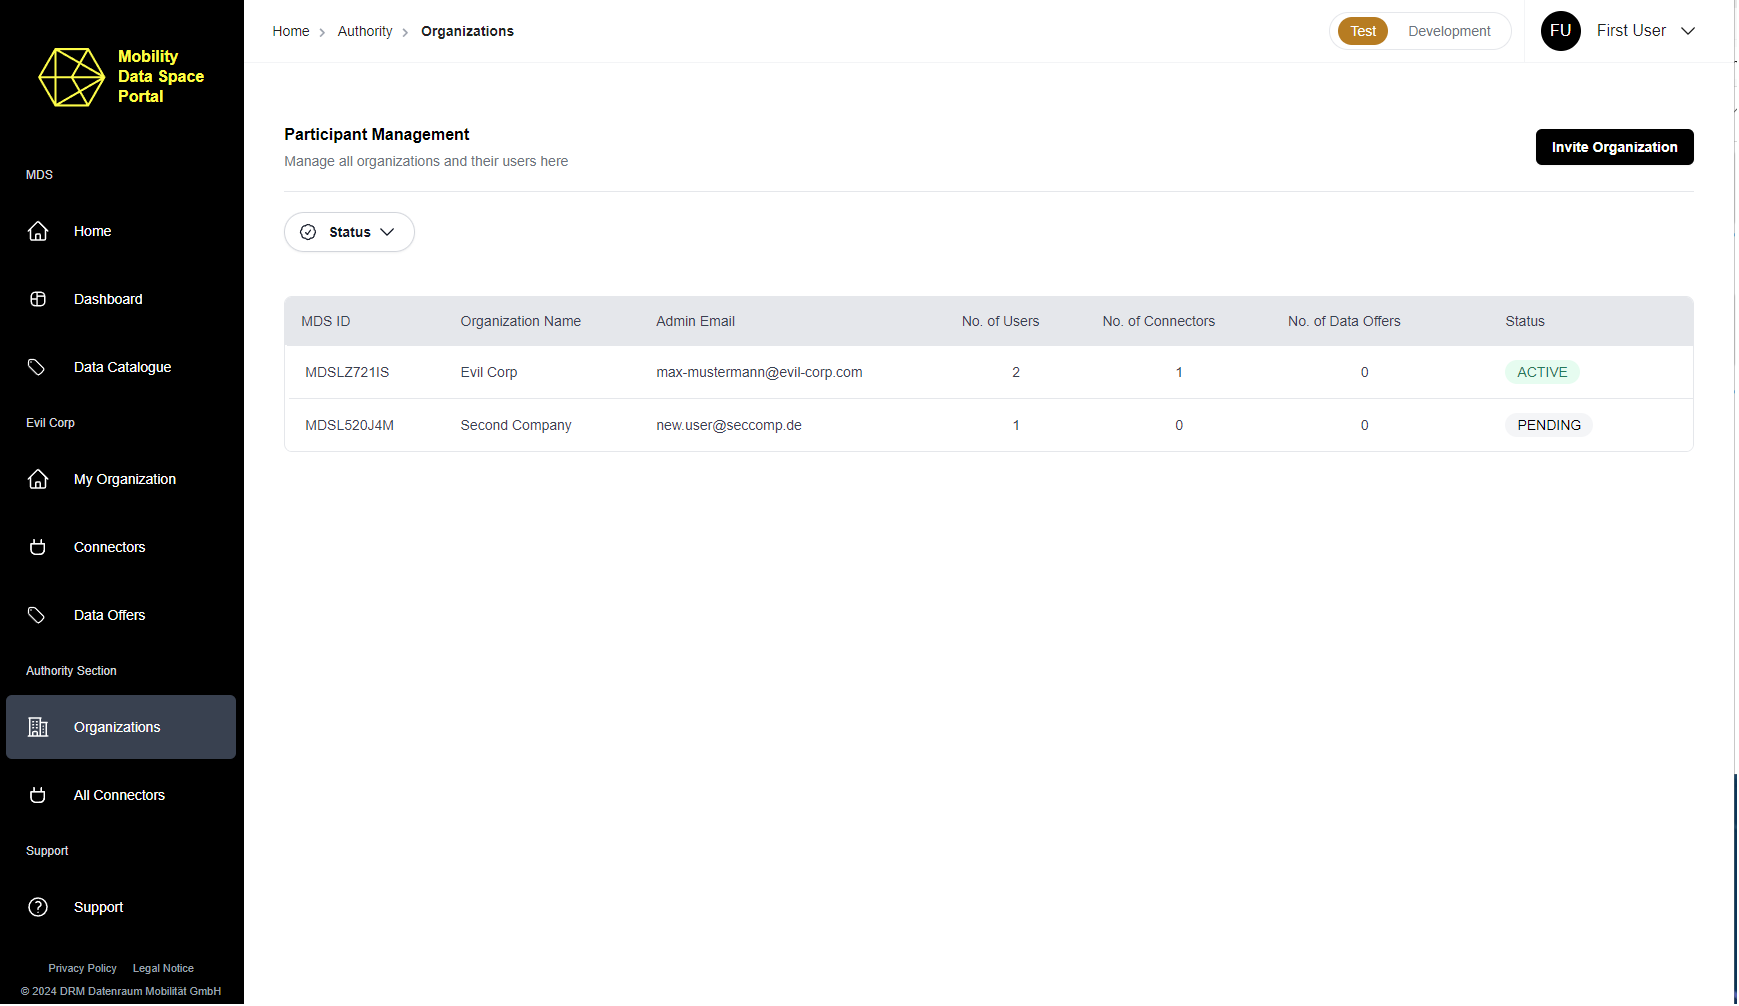 Mobility
Data Space
Portal
MDS
Home
Dashboard
Data Catalogue
Evil Corp
My Organization
Connectors
Data Offers
Authority Section
Organizations
All Connectors
Support
Support
Privacy Policy Legal Notice
© 2024 DRM Datenraum Mobilität GmbH
Home Authority Organizations
Test Development
FU First User
Participant Management
Manage all organizations and their users here
Invite Organization
Status
MDS ID Organization Name Admin Email No. of Users No. of Connectors No. of Data Offers Status
MDSLZ721IS Evil Corp max-mustermann@evil-corp.com 2 1 0 ACTIVE
MDSL520J4M Second Company new.user@seccomp.de 1 0 0 PENDING